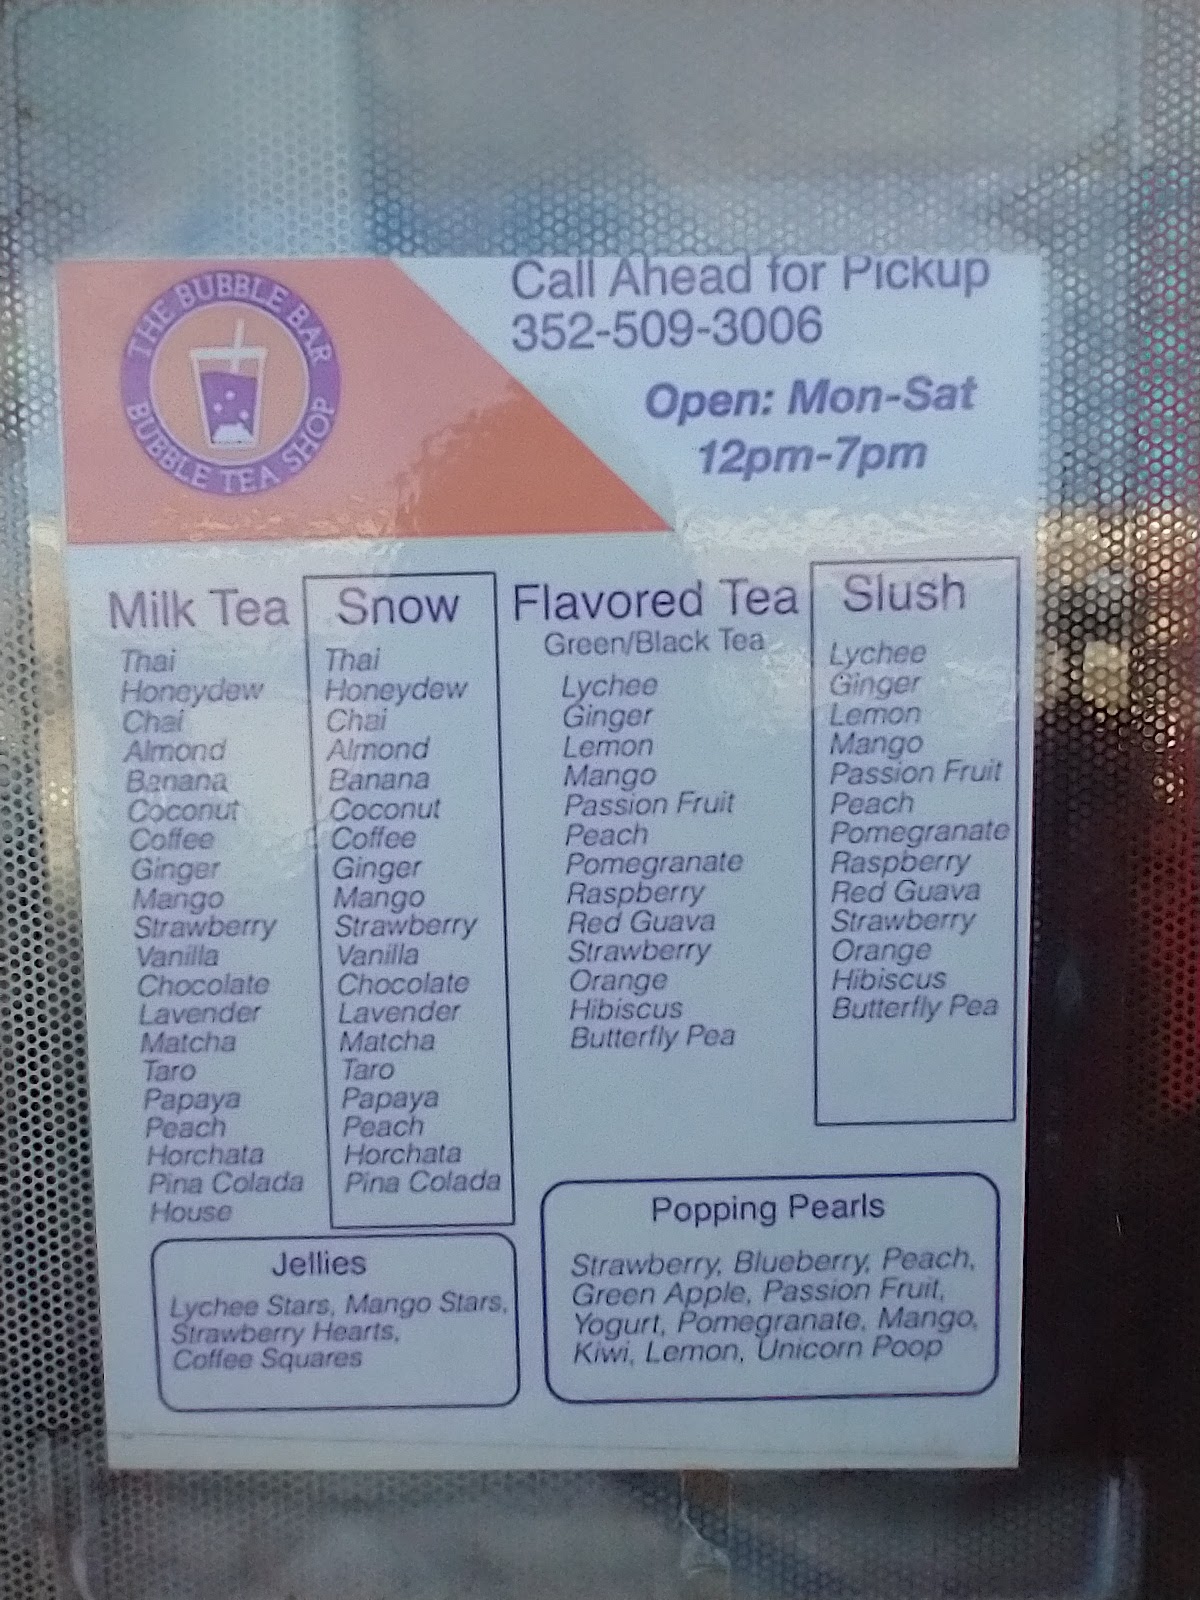 THE BUBBLE BAR
BUBBLE TEA SHOP
Call Ahead for Pickup
352-509-3006
Open: Mon-Sat
12pm-7pm
Milk Tea
Thai
Honeydew
Chai
Almond
Banana
Coconut
Coffee
Ginger
Mango
Strawberry
Vanilla
Chocolate
Lavender
Matcha
Taro
Papaya
Peach
Horchata
Pina Colada
House
Snow
Thai
Honeydew
Chai
Almond
Banana
Coconut
Coffee
Ginger
Mango
Strawberry
Vanilla
Chocolate
Lavender
Matcha
Taro
Papaya
Peach
Horchata
Pina Colada
Flavored Tea
Green/Black Tea
Lychee
Ginger
Lemon
Mango
Passion Fruit
Peach
Pomegranate
Raspberry
Red Guava
Strawberry
Orange
Hibiscus
Butterfly Pea
Slush
Lychee
Ginger
Lemon
Mango
Passion Fruit
Peach
Pomegranate
Raspberry
Red Guava
Strawberry
Orange
Hibiscus
Butterfly Pea
Jellies
Lychee Stars, Mango Stars,
Strawberry Hearts,
Coffee Squares
Popping Pearls
Strawberry, Blueberry, Peach,
Green Apple, Passion Fruit,
Yogurt, Pomegranate, Mango,
Kiwi, Lemon, Unicorn Poop